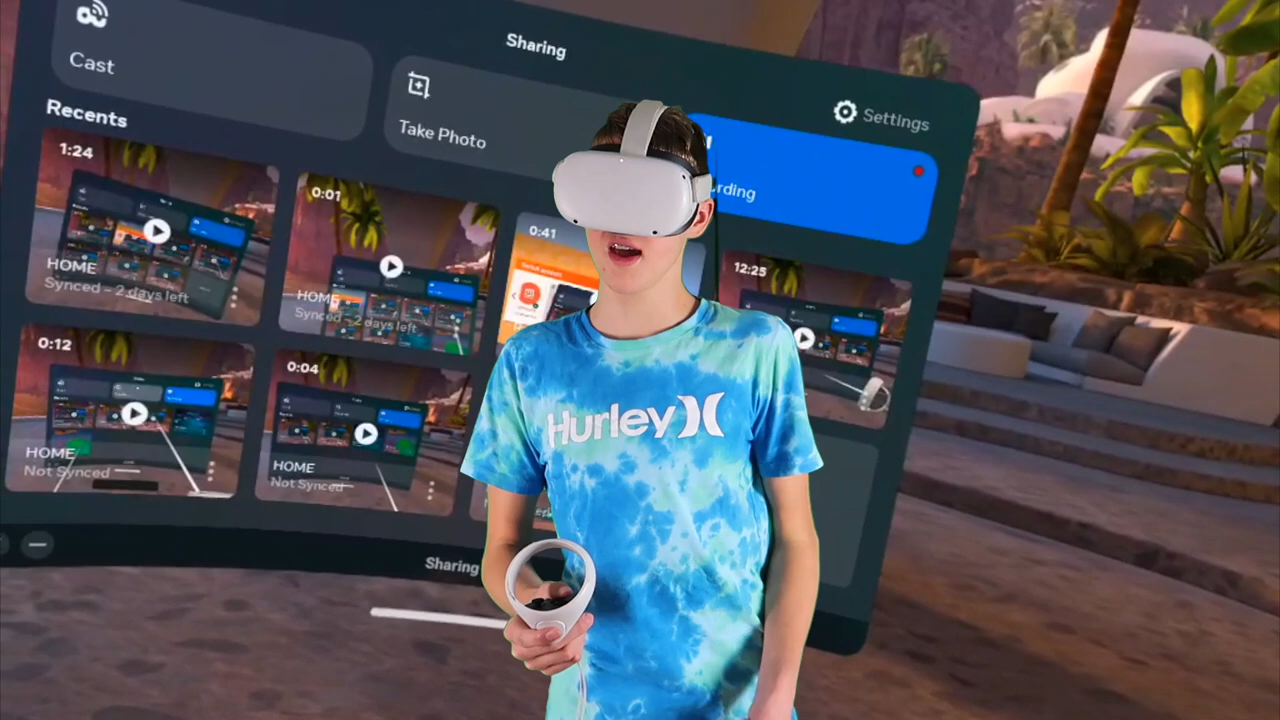 Sharing
Cast
Take Photo
Settings
rding
Recents
1:24
HOME
Synced - 2 days left
0:01
HOME
Synced - 2 days left
0:41
12:25
0:12
HOME
Not Synced
0:04
HOME
Not Synced
Hurley
Sharing